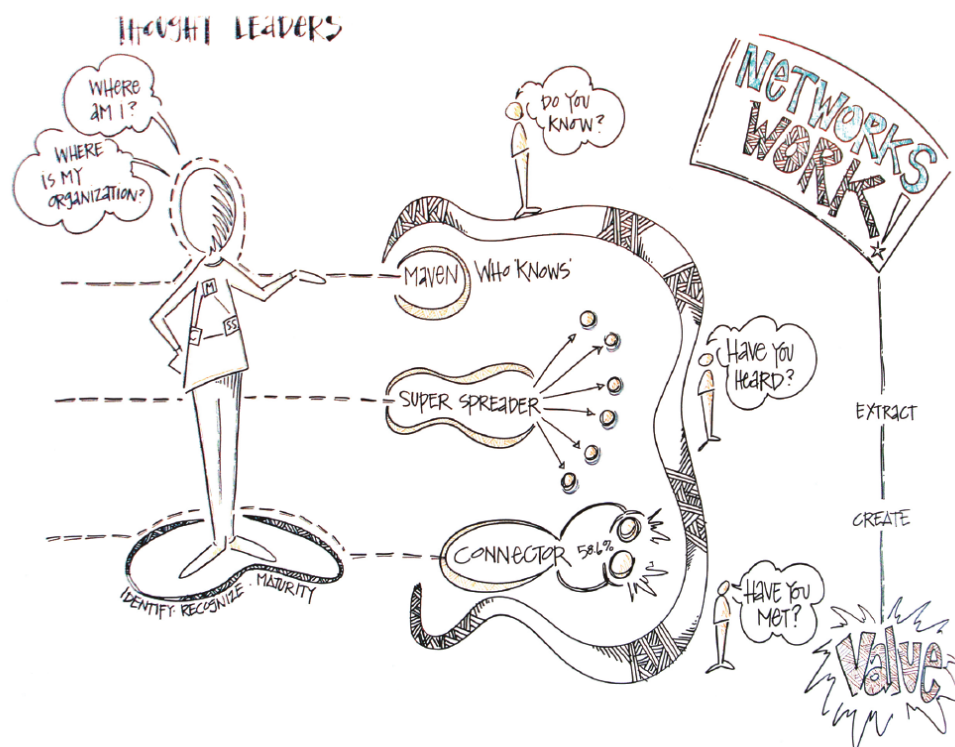 THOUGHT LEADERS
WHERE
AM I?
WHERE
IS MY
ORGANIZATION?
M
C
SS
IDENTIFY · RECOGNIZE · MATURITY
DO YOU
KNOW?
MAVEN WHO 'KNOWS'
SUPER SPREADER
HAVE YOU
HEARD?
CONNECTOR 58.6%
HAVE YOU
MET?
NETWORKS
WORK!
EXTRACT
CREATE
Value